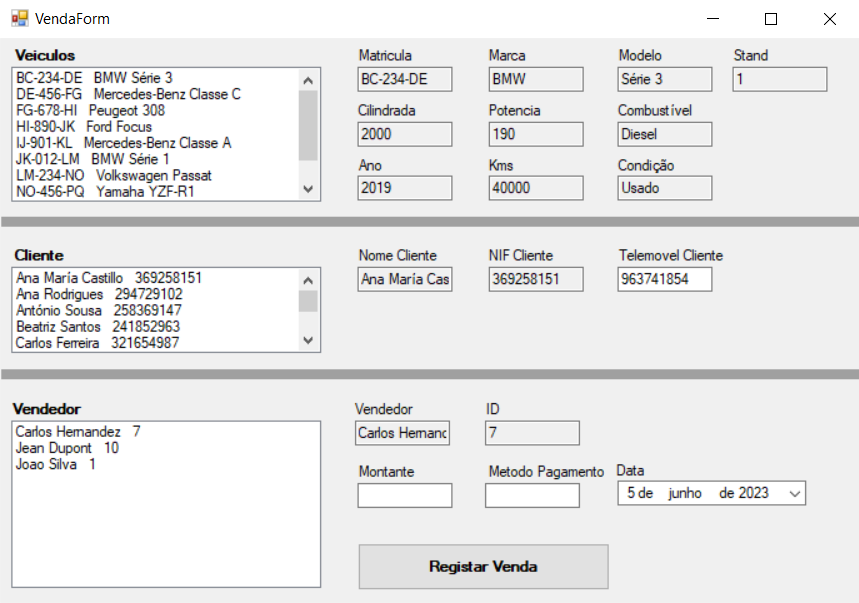 VendaForm
Veiculos
BC-234-DE BMW Série 3
DE-456-FG Mercedes-Benz Classe C
FG-678-HI Peugeot 308
HI-890-JK Ford Focus
IJ-901-KL Mercedes-Benz Classe A
JK-012-LM BMW Série 1
LM-234-NO Volkswagen Passat
NO-456-PQ Yamaha YZF-R1
Matricula Marca Modelo Stand
BC-234-DE BMW Série 3 1
Cilindrada Potencia Combustível
2000 190 Diesel
Ano Kms Condição
2019 40000 Usado
Cliente
Ana María Castillo 369258151
Ana Rodrigues 294729102
António Sousa 258369147
Beatriz Santos 241852963
Carlos Ferreira 321654987
Nome Cliente NIF Cliente Telemovel Cliente
Ana María Cas 369258151 963741854
Vendedor
Carlos Hernandez 7
Jean Dupont 10
Joao Silva 1
Vendedor ID
Carlos Hernanc 7
Montante Metodo Pagamento Data
5 de junho de 2023
Registar Venda